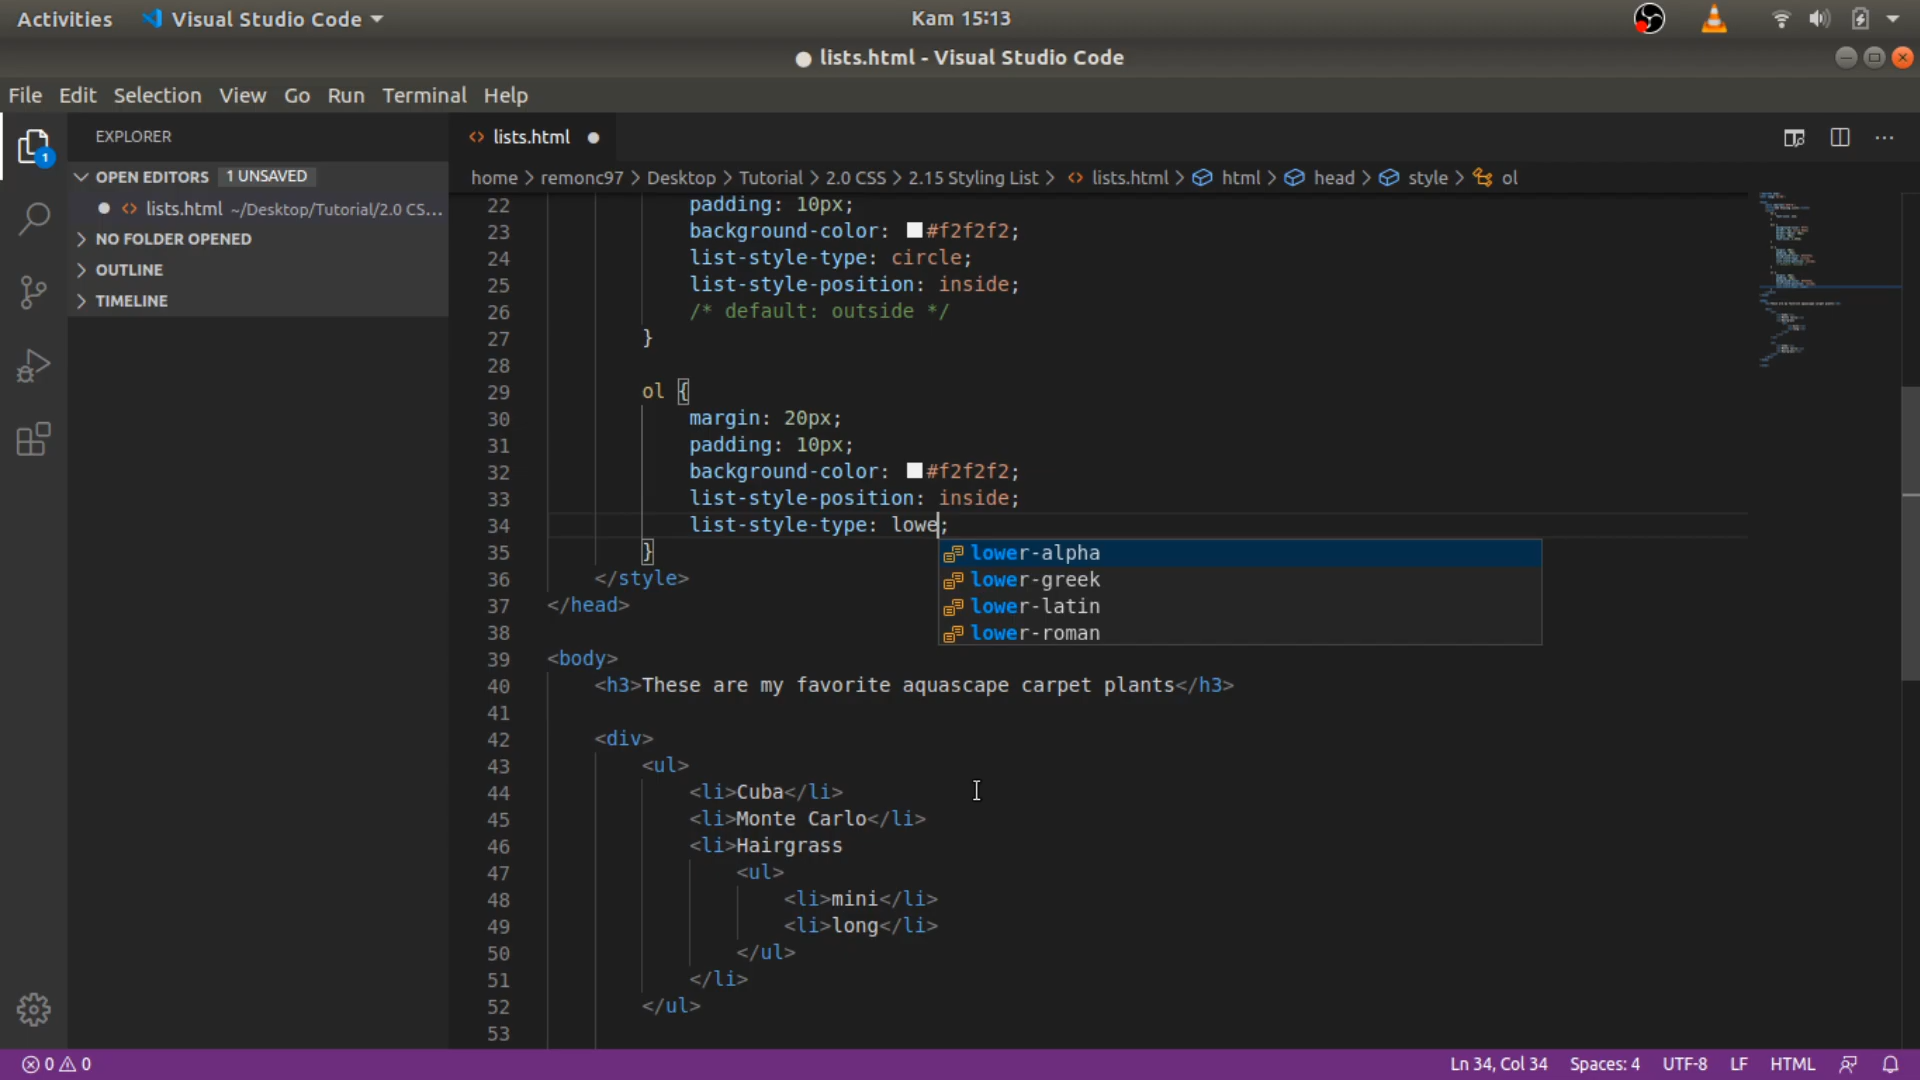 Activities Visual Studio Code Kam 15:13
lists.html - Visual Studio Code
File Edit Selection View Go Run Terminal Help
EXPLORER
OPEN EDITORS 1 UNSAVED
lists.html ~/Desktop/Tutorial/2.0 CS...
NO FOLDER OPENED
OUTLINE
TIMELINE
1
lists.html
home > remonc97 > Desktop > Tutorial > 2.0 CSS > 2.15 Styling List > lists.html > html > head > style > ol
22 padding: 10px;
23 background-color: #f2f2f2;
24 list-style-type: circle;
25 list-style-position: inside;
26 /* default: outside */
27 }
28
29 ol {
30 margin: 20px;
31 padding: 10px;
32 background-color: #f2f2f2;
33 list-style-position: inside;
34 list-style-type: lowe;
35 }
lower-alpha
lower-greek
lower-latin
lower-roman
36 </style>
37 </head>
38
39 <body>
40 <h3>These are my favorite aquascape carpet plants</h3>
41
42 <div>
43 <ul>
44 <li>Cuba</li>
45 <li>Monte Carlo</li>
46 <li>Hairgrass
47 <ul>
48 <li>mini</li>
49 <li>long</li>
50 </ul>
51 </li>
52 </ul>
53
0 0 Ln 34, Col 34 Spaces: 4 UTF-8 LF HTML